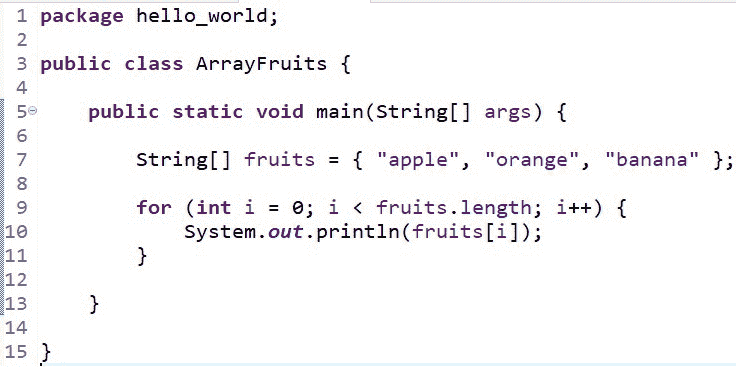 1 package hello_world;
2
3 public class ArrayFruits {
4
5 public static void main(String[] args) {
6
7 String[] fruits = { "apple", "orange", "banana" };
8
9 for (int i = 0; i < fruits.length; i++) {
10 System.out.println(fruits[i]);
11 }
12
13 }
14
15 }